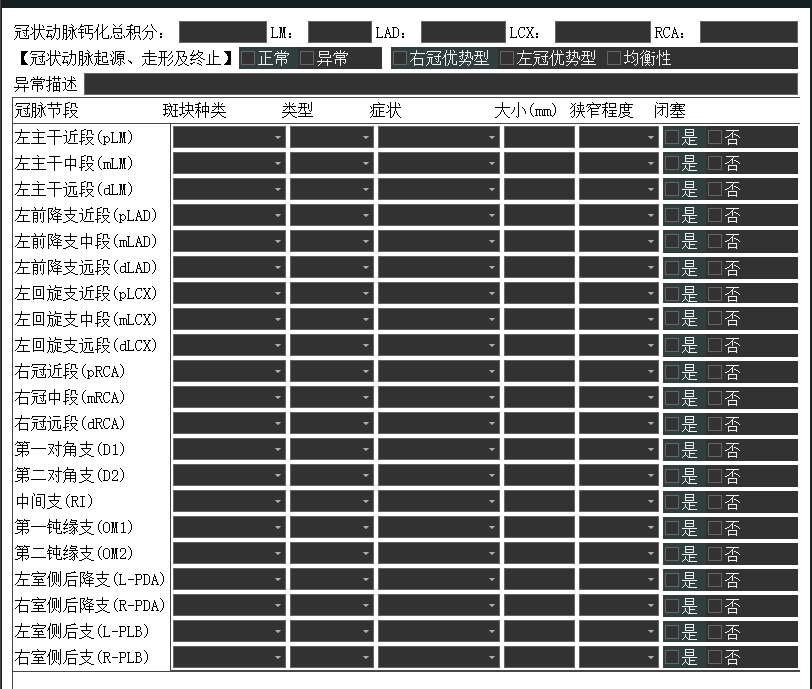 冠状动脉钙化总积分: LM: LAD: LCX: RCA:
【冠状动脉起源、走形及终止】 正常 异常 右冠优势型 左冠优势型 均衡性
异常描述
冠脉节段 斑块种类 类型 症状 大小(mm) 狭窄程度 闭塞
左主干近段(pLM) 是 否
左主干中段(mLM) 是 否
左主干远段(dLM) 是 否
左前降支近段(pLAD) 是 否
左前降支中段(mLAD) 是 否
左前降支远段(dLAD) 是 否
左回旋支近段(pLCX) 是 否
左回旋支中段(mLCX) 是 否
左回旋支远段(dLCX) 是 否
右冠近段(pRCA) 是 否
右冠中段(mRCA) 是 否
右冠远段(dRCA) 是 否
第一对角支(D1) 是 否
第二对角支(D2) 是 否
中间支(RI) 是 否
第一钝缘支(OM1) 是 否
第二钝缘支(OM2) 是 否
左室侧后降支(L-PDA) 是 否
右室侧后降支(R-PDA) 是 否
左室侧后支(L-PLB) 是 否
右室侧后支(R-PLB) 是 否